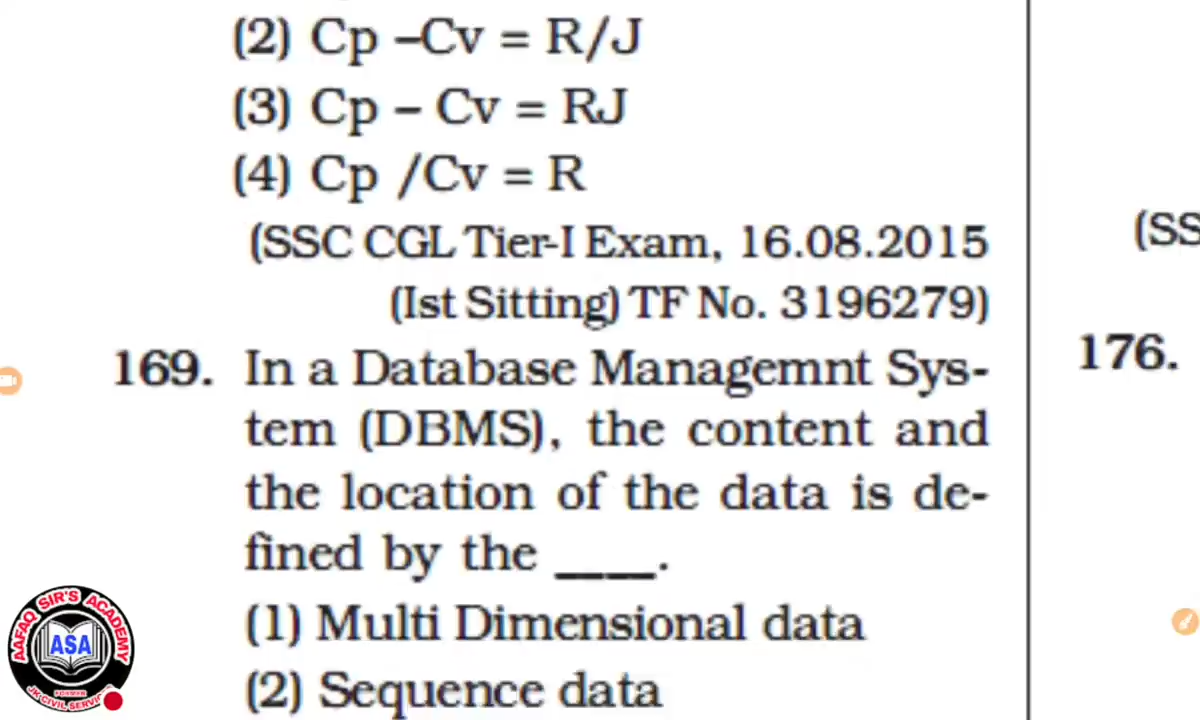 (2) Cp –Cv = R/J
(3) Cp – Cv = RJ
(4) Cp /Cv = R
(SSC CGL Tier-I Exam, 16.08.2015
(Ist Sitting) TF No. 3196279)
169. In a Database Managemnt Sys-
tem (DBMS), the content and
the location of the data is de-
fined by the ____.
(1) Multi Dimensional data
(2) Sequence data
(SS
176.
AAFAQ SIR'S ACADEMY
ASA